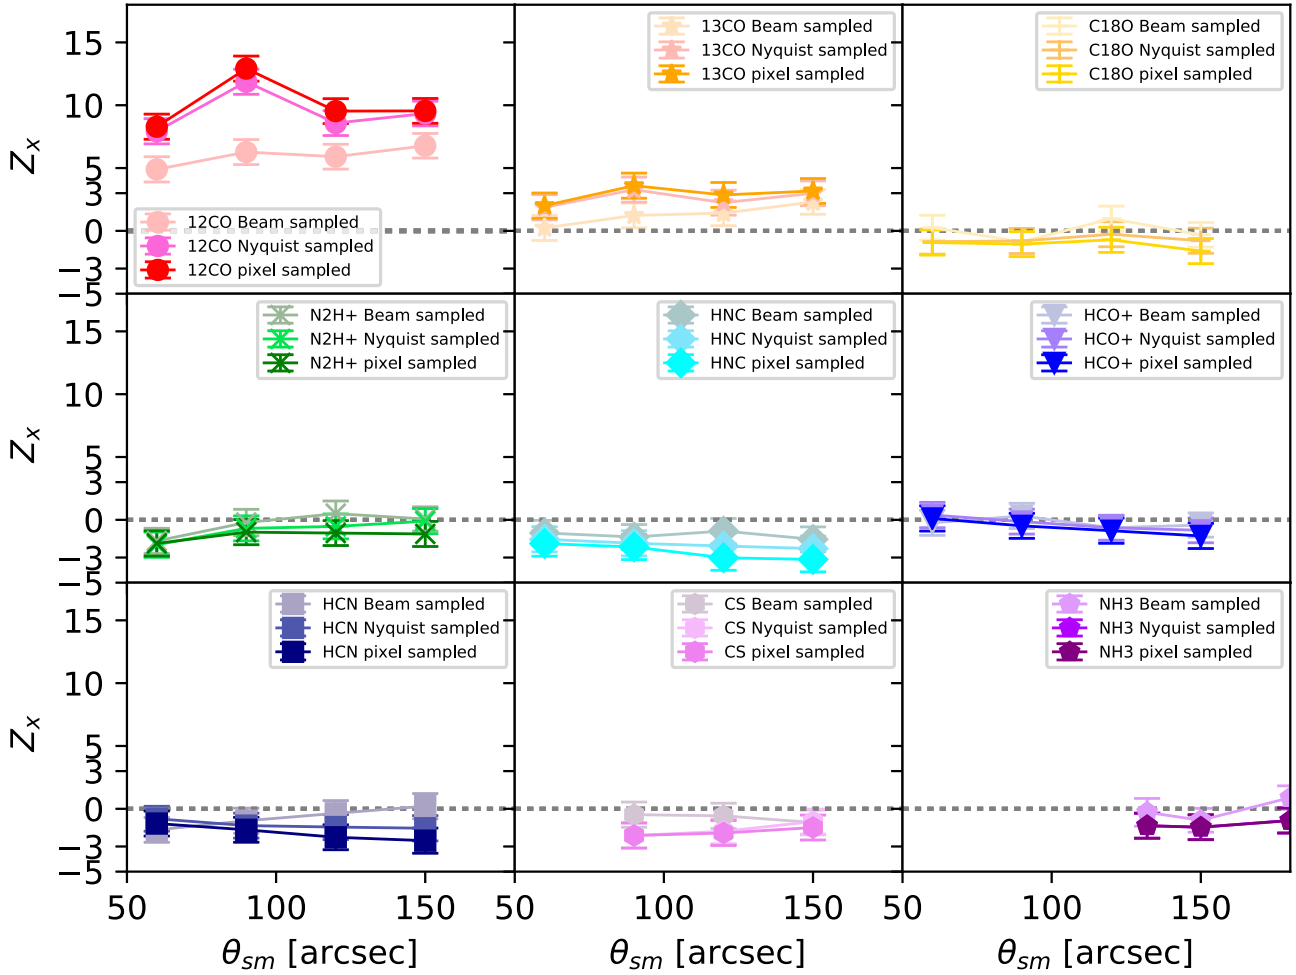 15
10
5
3
0
−3
−5
Z_x
12CO Beam sampled
12CO Nyquist sampled
12CO pixel sampled
13CO Beam sampled
13CO Nyquist sampled
13CO pixel sampled
C18O Beam sampled
C18O Nyquist sampled
C18O pixel sampled
15
10
5
3
0
−3
−5
Z_x
N2H+ Beam sampled
N2H+ Nyquist sampled
N2H+ pixel sampled
HNC Beam sampled
HNC Nyquist sampled
HNC pixel sampled
HCO+ Beam sampled
HCO+ Nyquist sampled
HCO+ pixel sampled
15
10
5
3
0
−3
−5
Z_x
HCN Beam sampled
HCN Nyquist sampled
HCN pixel sampled
CS Beam sampled
CS Nyquist sampled
CS pixel sampled
NH3 Beam sampled
NH3 Nyquist sampled
NH3 pixel sampled
50 100 150 50 100 150 50 100 150
θ_sm [arcsec] θ_sm [arcsec] θ_sm [arcsec]